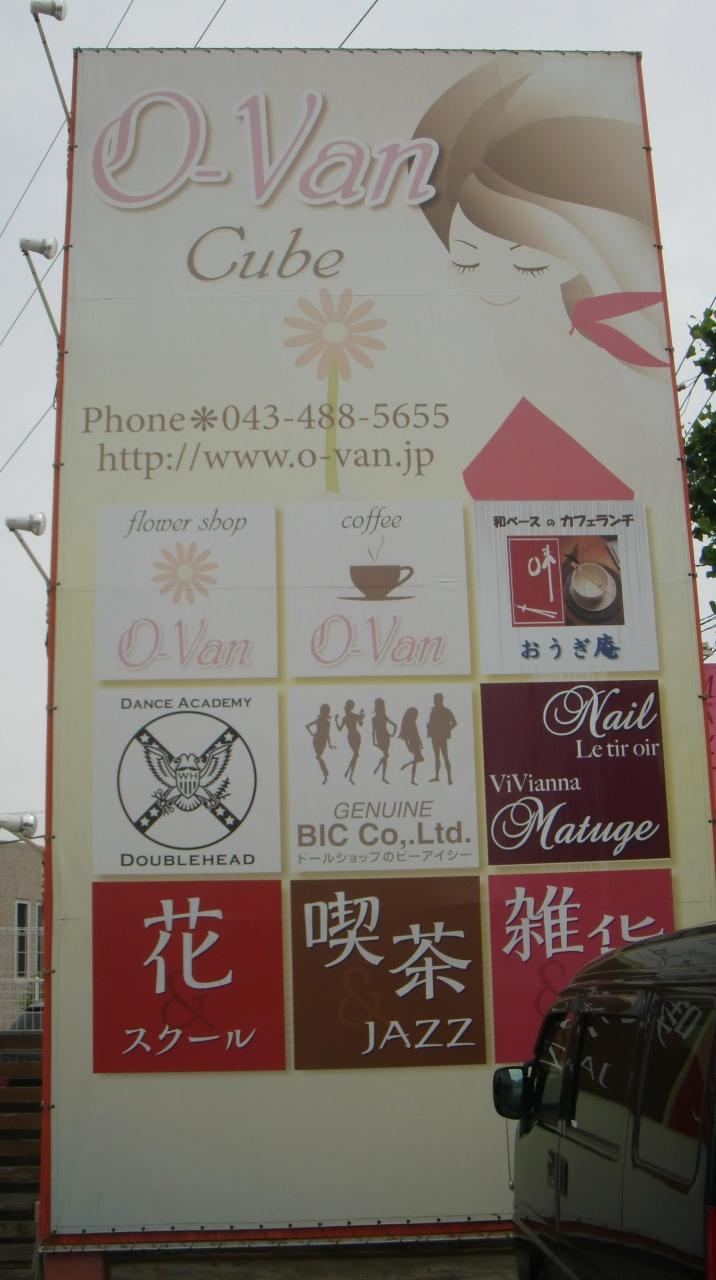 O-Van
Cube
Phone✻043-488-5655
http://www.o-van.jp
flower shop
O-Van
coffee
O-Van
和ベース の カフェランチ
味
おうぎ庵
DANCE ACADEMY
WH
DOUBLEHEAD
GENUINE
BIC Co,.Ltd.
ドールショップのビーアイシー
Nail
Le tir oir
ViVianna
Matuge
花
&
スクール
喫茶
&
JAZZ
雑貨
&